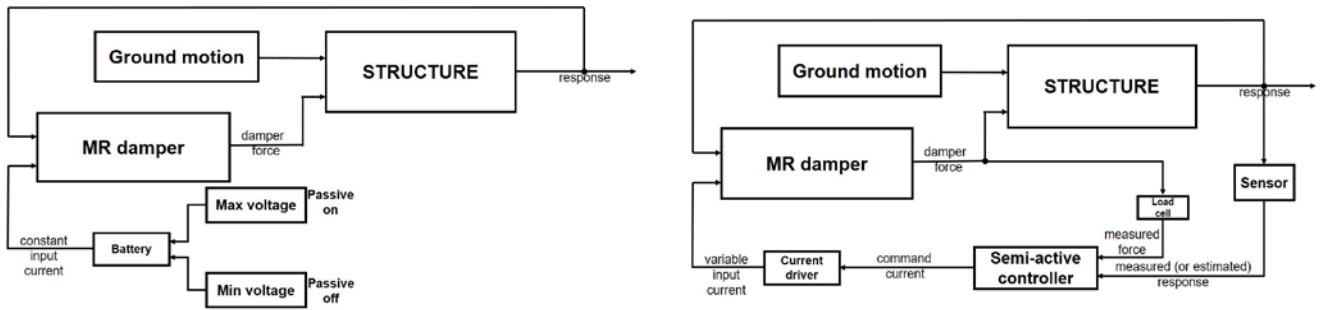 Ground motion
STRUCTURE
response
MR damper
damper
force
Max voltage
Passive
on
Battery
constant
input
current
Min voltage
Passive
off
Ground motion
STRUCTURE
response
MR damper
damper
force
Sensor
Load
cell
measured
force
variable
input
current
Current
driver
command
current
Semi-active
controller
measured (or estimated)
response